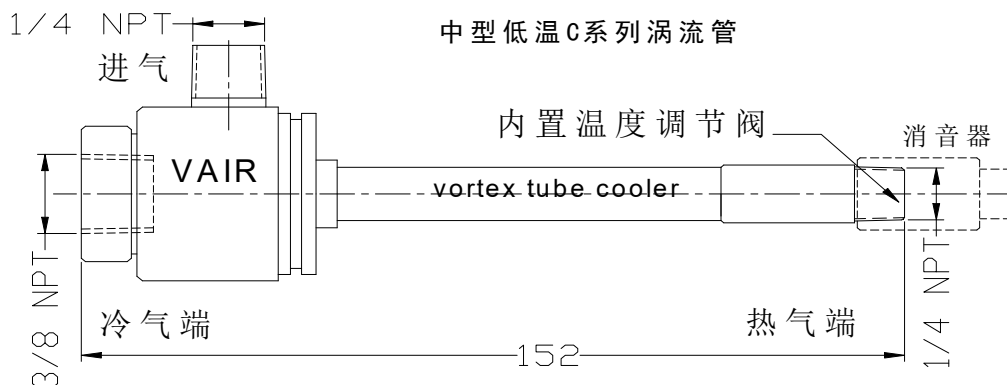 1/4 NPT
中型低温C系列涡流管
进气
内置温度调节阀
消音器
VAIR
vortex tube cooler
3/8 NPT
冷气端
热气端
1/4 NPT
152